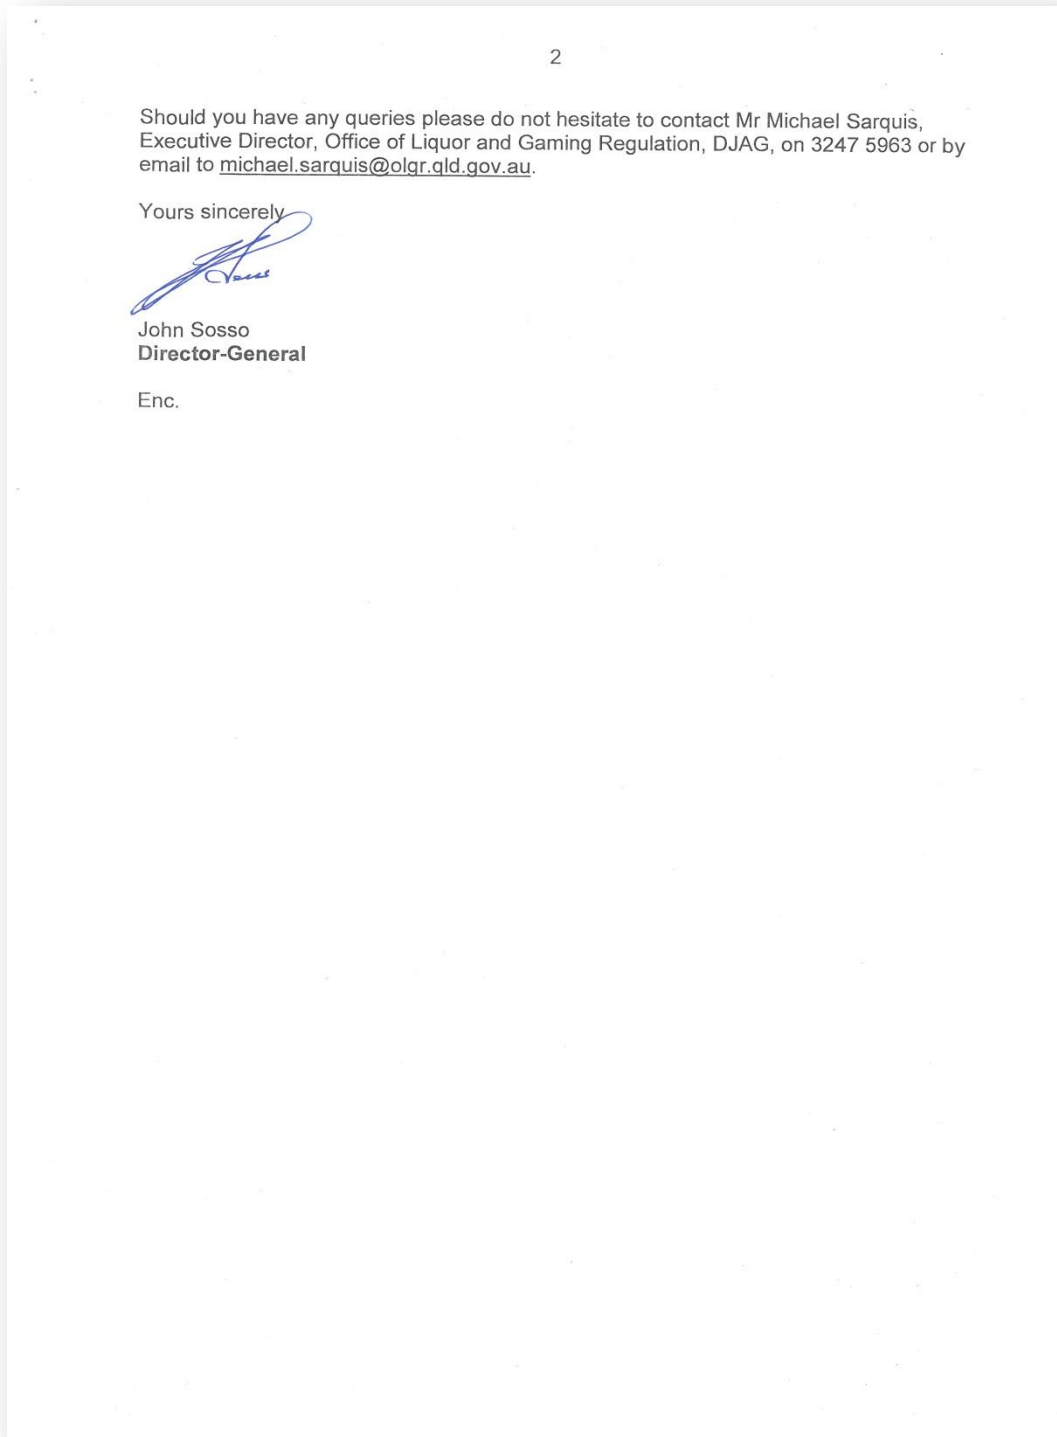 2
Should you have any queries please do not hesitate to contact Mr Michael Sarquis,
Executive Director, Office of Liquor and Gaming Regulation, DJAG, on 3247 5963 or by
email to michael.sarquis@olgr.qld.gov.au.
Yours sincerely
John Sosso
Director-General
Enc.